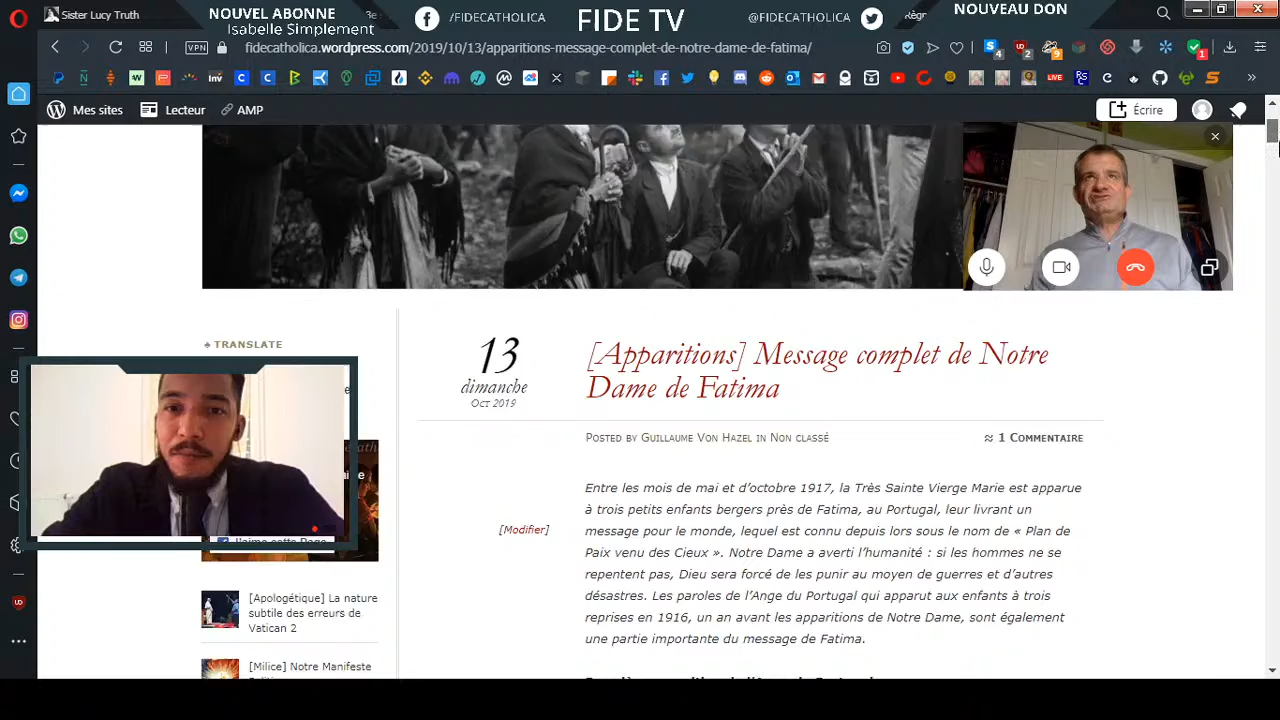 Sister Lucy Truth
NOUVEL ABONNE
Isabelle Simplement
/FIDECATHOLICA
FIDE TV
@FIDECATHOLICA
NOUVEAU DON
VPN
fidecatholica.wordpress.com/2019/10/13/apparitions-message-complet-de-notre-dame-de-fatima/
4
2
9
1
inv
LIVE
Mes sites
Lecteur
AMP
Écrire
TRANSLATE
13
dimanche
OCT 2019
[Apparitions] Message complet de Notre
Dame de Fatima
POSTED BY GUILLAUME VON HAZEL IN NON CLASSÉ
≈ 1 COMMENTAIRE
[Modifier]
Entre les mois de mai et d’octobre 1917, la Très Sainte Vierge Marie est apparue
à trois petits enfants bergers près de Fatima, au Portugal, leur livrant un
message pour le monde, lequel est connu depuis lors sous le nom de « Plan de
Paix venu des Cieux ». Notre Dame a averti l’humanité : si les hommes ne se
repentent pas, Dieu sera forcé de les punir au moyen de guerres et d’autres
désastres. Les paroles de l’Ange du Portugal qui apparut aux enfants à trois
reprises en 1916, un an avant les apparitions de Notre Dame, sont également
une partie importante du message de Fatima.
[Apologétique] La nature
subtile des erreurs de
Vatican 2
[Milice] Notre Manifeste